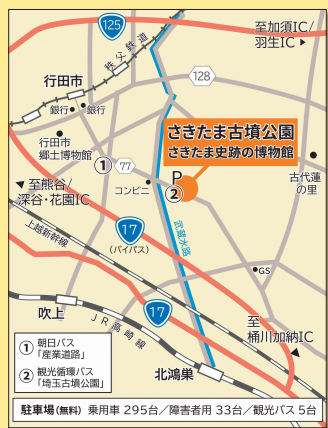 125
至加須IC/
羽生IC▶
秩父鉄道
行田市
128
銀行
銀行
さきたま古墳公園
さきたま史跡の博物館
行田市
郷土博物館
①
77
P
②
コンビニ
古代蓮
の里
至熊谷/
深谷・花園IC
17
(バイパス)
上越新幹線
武蔵水路
GS
17
吹上
JR高崎線
至
桶川加納IC
北鴻巣
① 朝日バス
「産業道路」
② 観光循環バス
「埼玉古墳公園」
駐車場(無料) 乗用車 295台/障害者用 33台/観光バス 5台